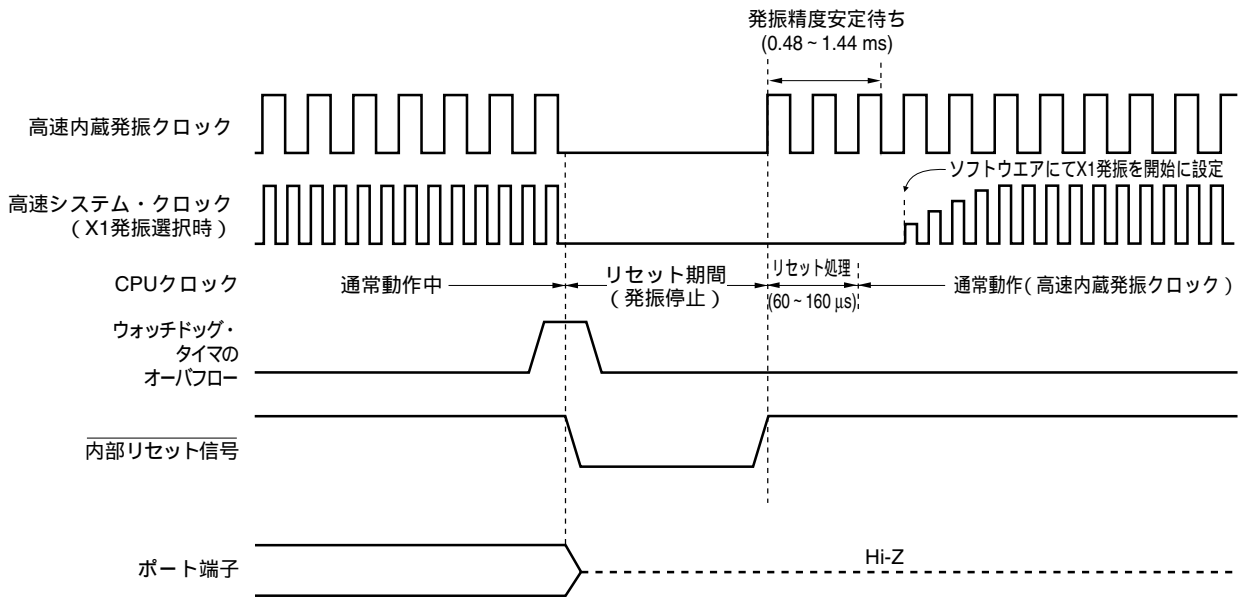 発振精度安定待ち
(0.48～1.44 ms)
高速内蔵発振クロック
ソフトウエアにてX1発振を開始に設定
高速システム・クロック
（X1発振選択時）
CPUクロック
通常動作中
リセット期間
（発振停止）
リセット処理
(60～160 μs)
通常動作（高速内蔵発振クロック）
ウォッチドッグ・
タイマの
オーバフロー
内部リセット信号
ポート端子
Hi-Z